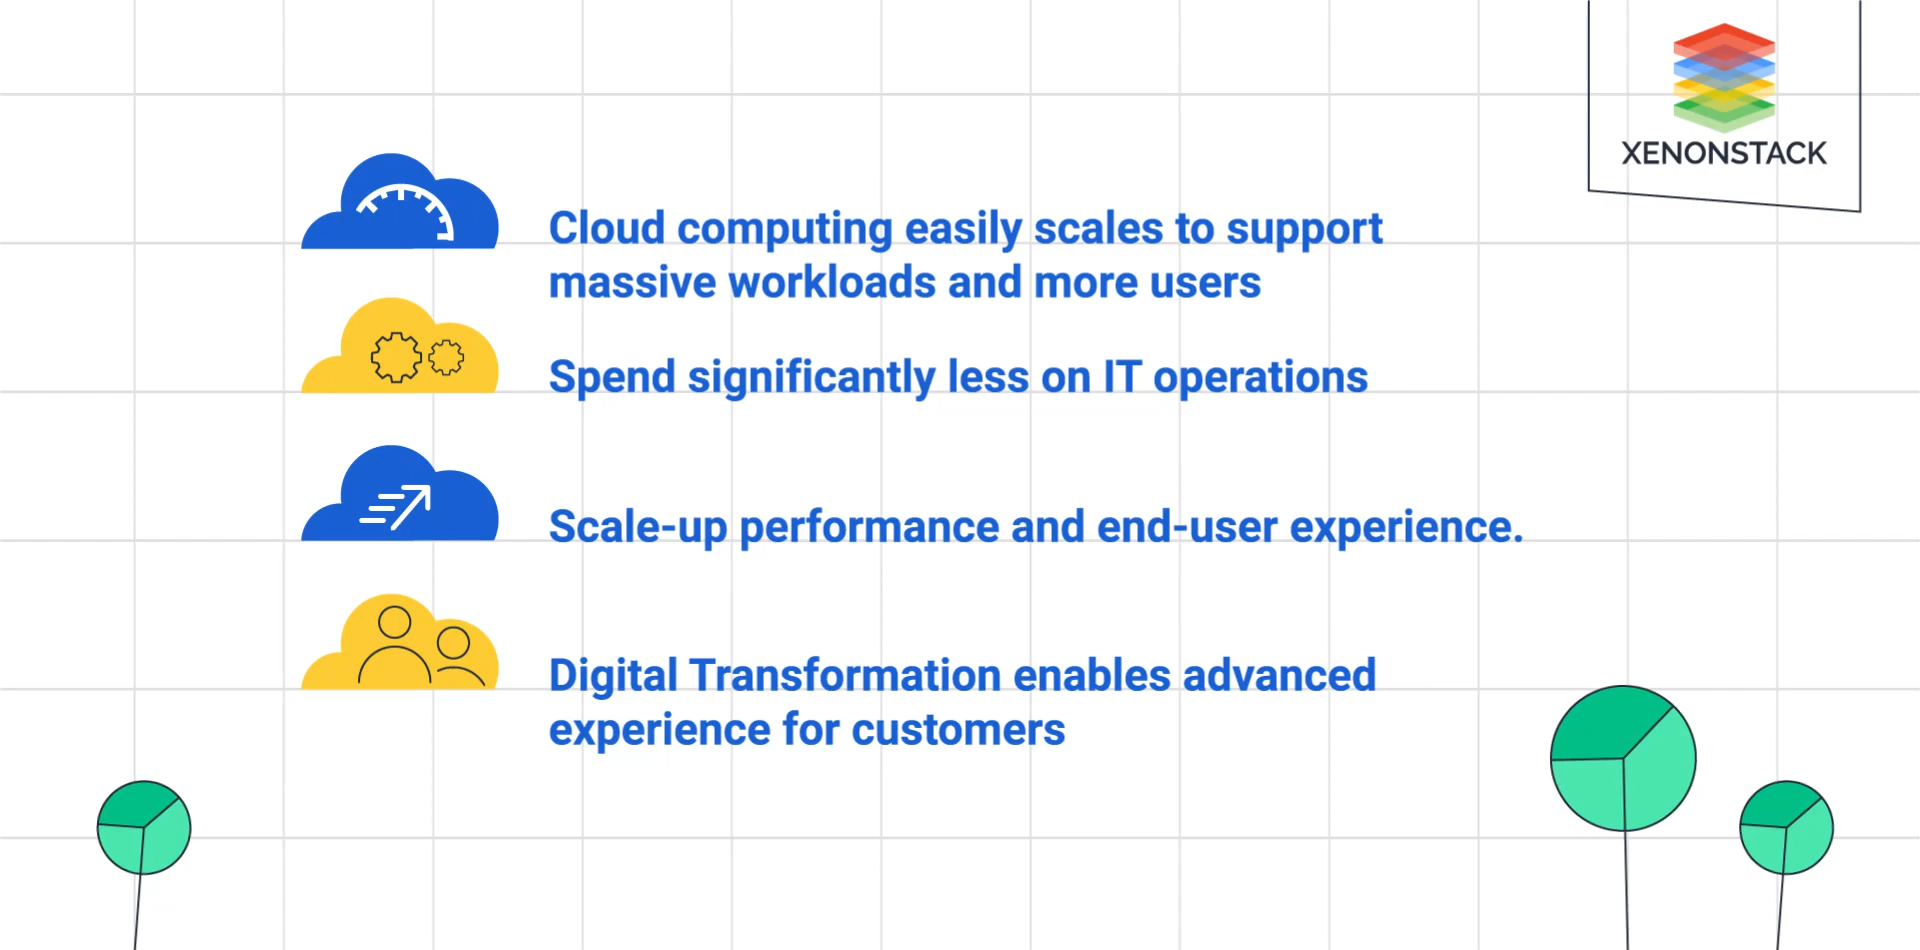 XENONSTACK
Cloud computing easily scales to support
massive workloads and more users
Spend significantly less on IT operations
Scale-up performance and end-user experience.
Digital Transformation enables advanced
experience for customers